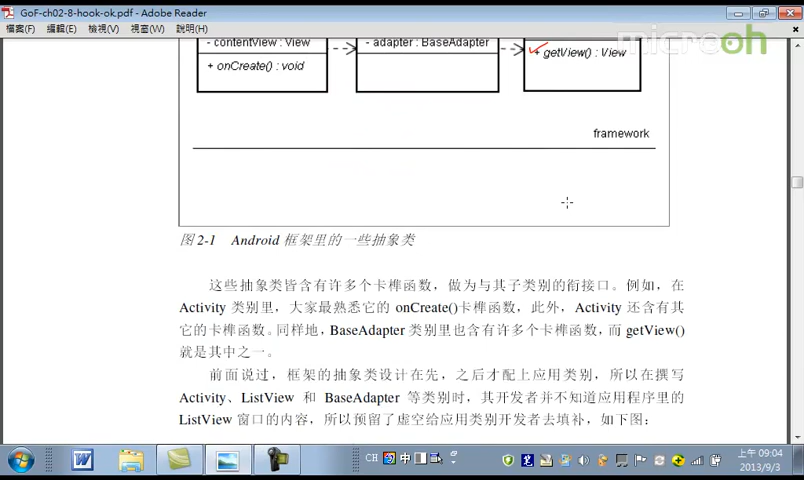 GoF-ch02-8-hook-ok.pdf - Adobe Reader
檔案(F) 編輯(E) 檢視(V) 視窗(W) 說明(H)
microoh
- contentView : View
+ onCreate() : void
- adapter : BaseAdapter
+ getView() : View
framework
图 2-1 Android 框架里的一些抽象类
这些抽象类皆含有许多个卡榫函数，做为与其子类别的衔接口。例如，在
Activity 类别里，大家最熟悉它的 onCreate()卡榫函数，此外，Activity 还含有其
它的卡榫函数。同样地，BaseAdapter 类别里也含有许多个卡榫函数，而 getView()
就是其中之一。
前面说过，框架的抽象类设计在先，之后才配上应用类别，所以在撰写
Activity、ListView 和 BaseAdapter 等类别时，其开发者并不知道应用程序里的
ListView 窗口的内容，所以预留了虚空给应用类别开发者去填补，如下图：
CH 中
上午 09:04
2013/9/3